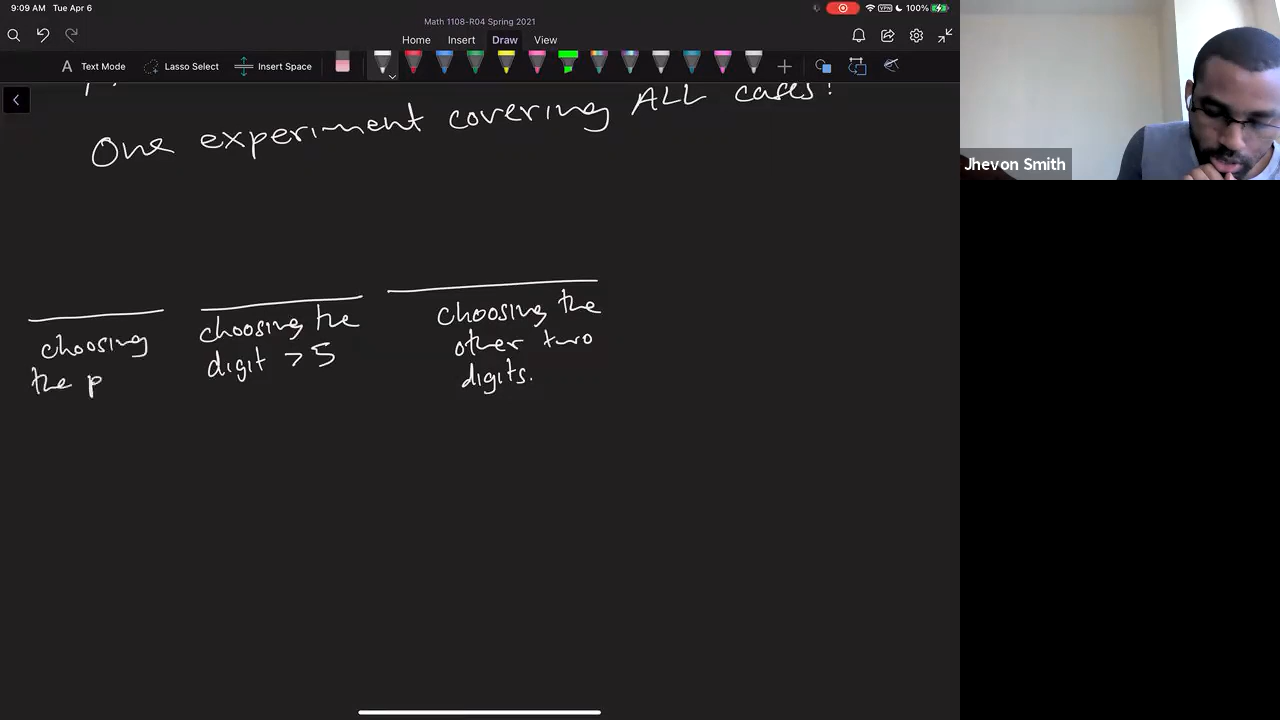 9:09 AM Tue Apr 6
VPN 100%
Math 1108-R04 Spring 2021
Home Insert Draw View
A Text Mode Lasso Select Insert Space
One experiment covering ALL cases!
choosing
the p
choosing the
digit > 5
choosing the
other two
digits.
Jhevon Smith